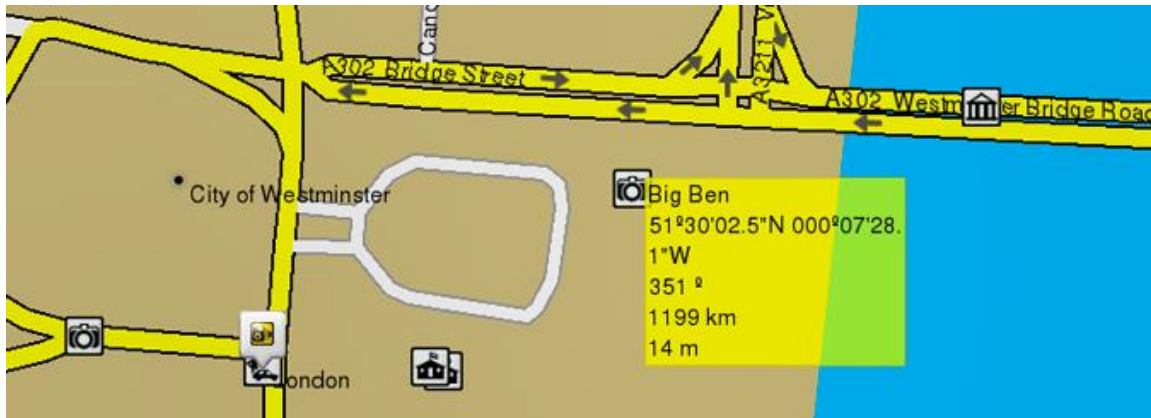 Canc
A302 Bridge Street
A3211 Vi
A302 Westm er Bridge Road
City of Westminster
Big Ben
51º30'02.5"N 000º07'28.
1"W
351 º
1199 km
14 m
ondon